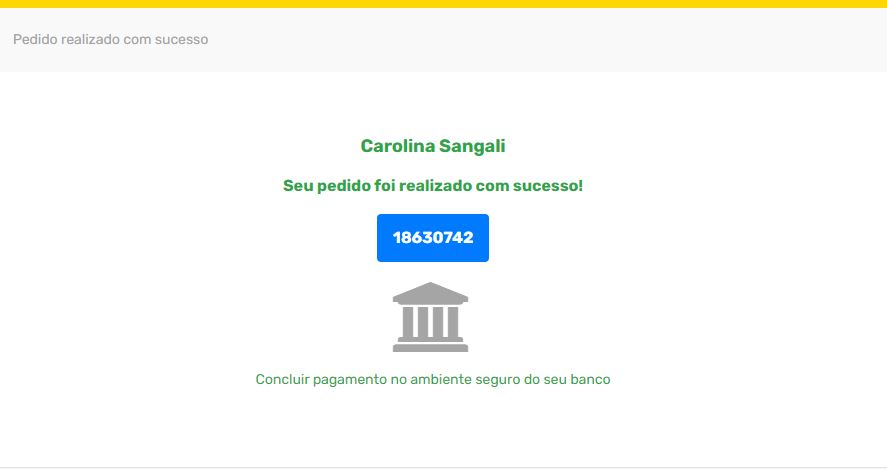 Pedido realizado com sucesso
Carolina Sangali
Seu pedido foi realizado com sucesso!
18630742
Concluir pagamento no ambiente seguro do seu banco